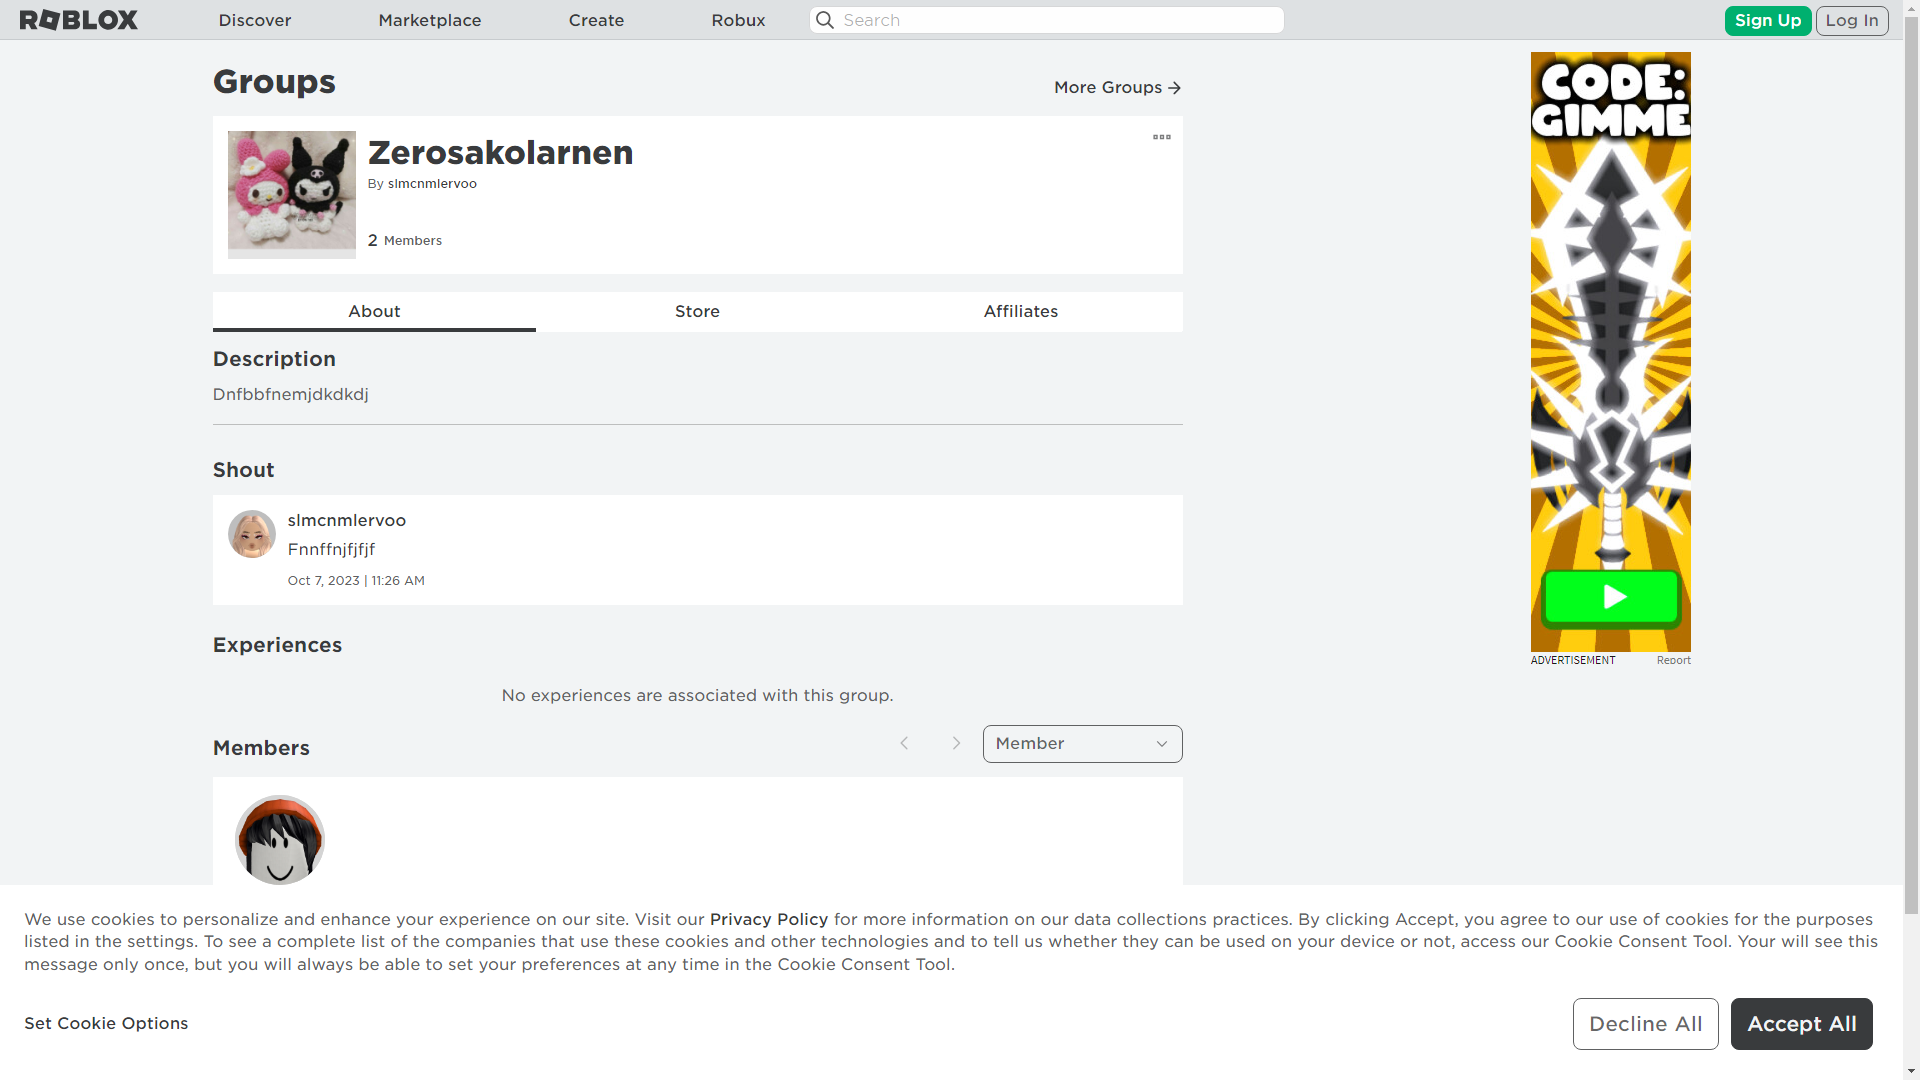 ROBLOX Discover Marketplace Create Robux Search Sign Up Log In
Groups
More Groups
Zerosakolarnen
By slmcnmlervoo
2 Members
About Store Affiliates
Description
Dnfbbfnemjdkdkdj
Shout
slmcnmlervoo
Fnnffnjfjfjf
Oct 7, 2023 | 11:26 AM
Experiences
No experiences are associated with this group.
Members
Member
CODE:
GIMME
ADVERTISEMENT Report
We use cookies to personalize and enhance your experience on our site. Visit our Privacy Policy for more information on our data collections practices. By clicking Accept, you agree to our use of cookies for the purposes
listed in the settings. To see a complete list of the companies that use these cookies and other technologies and to tell us whether they can be used on your device or not, access our Cookie Consent Tool. Your will see this
message only once, but you will always be able to set your preferences at any time in the Cookie Consent Tool.
Set Cookie Options
Decline All
Accept All